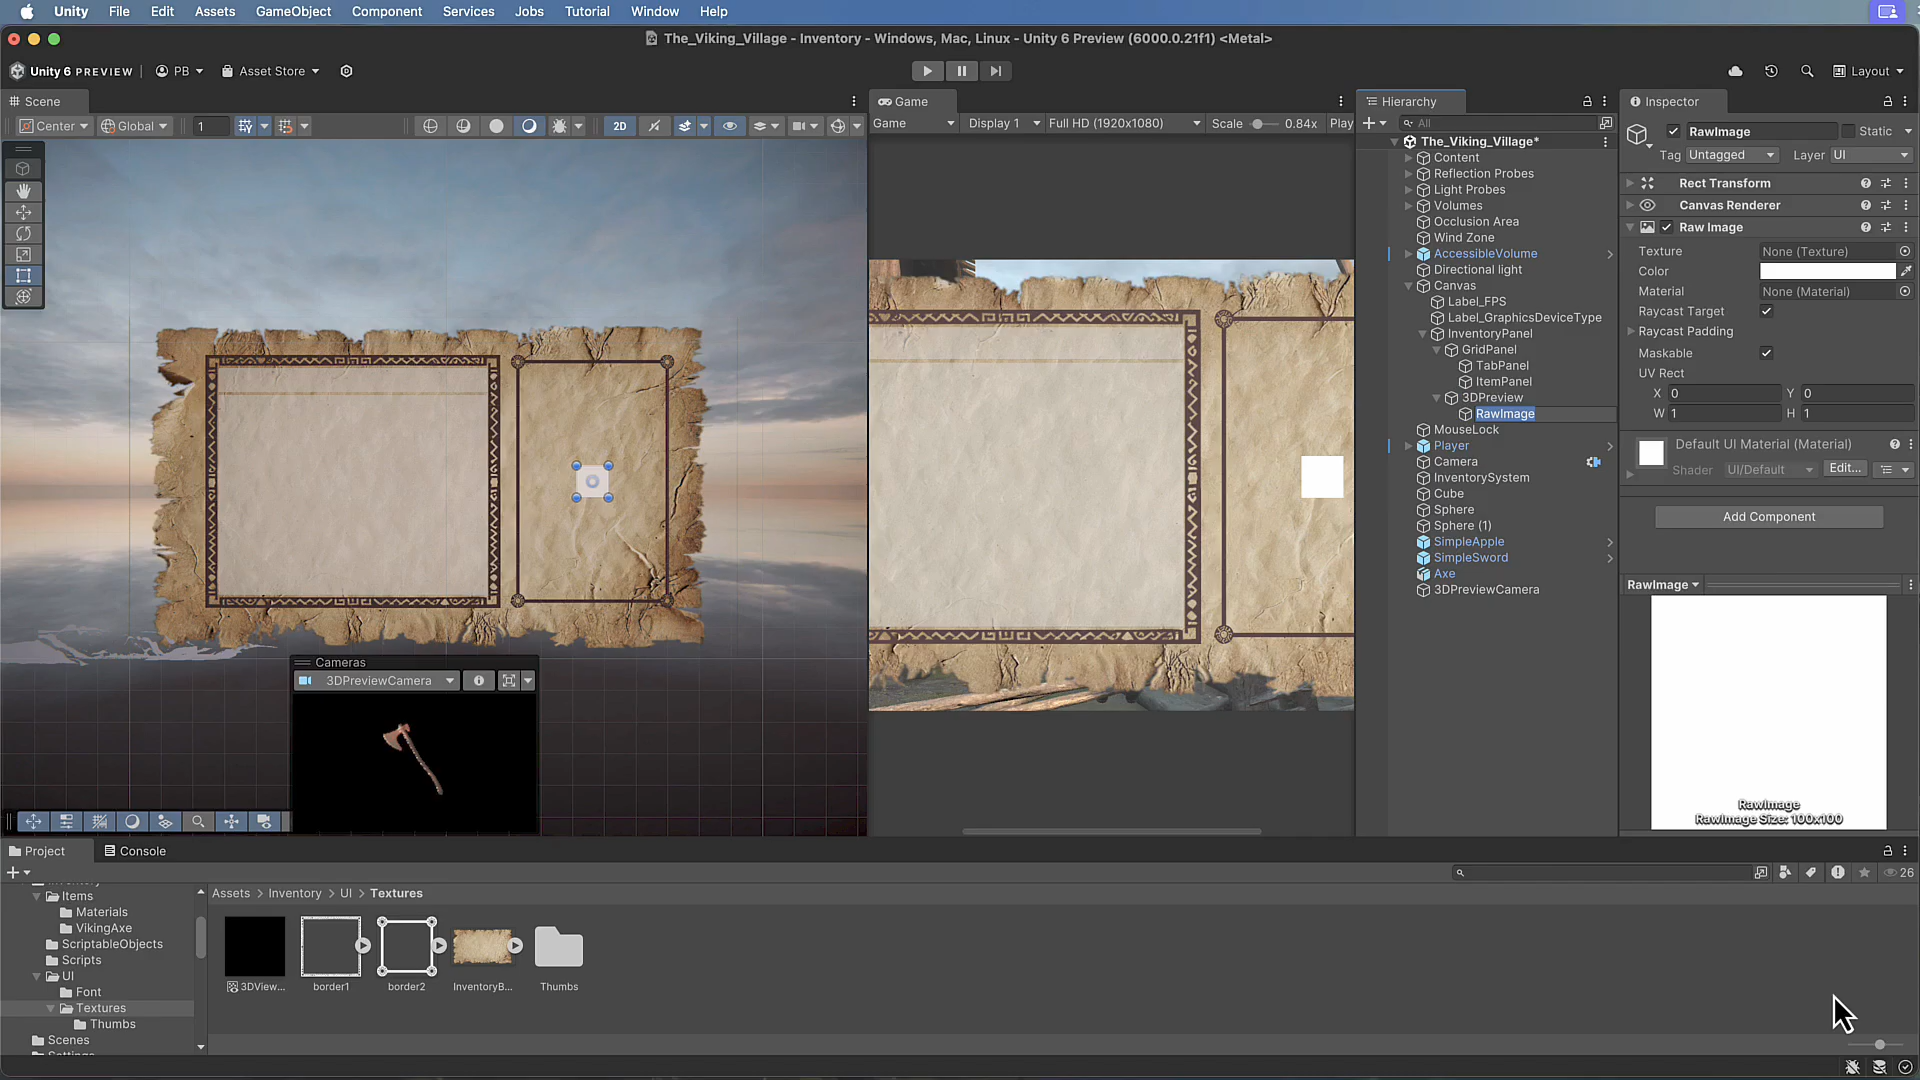 Unity File Edit Assets GameObject Component Services Jobs Tutorial Window Help
The_Viking_Village - Inventory - Windows, Mac, Linux - Unity 6 Preview (6000.0.21f1) <Metal>
Unity 6 PREVIEW PB Asset Store Layout
Scene
Center Global 1 2D
Cameras
3DPreviewCamera
Game
Game Display 1 Full HD (1920x1080) Scale 0.84x Play
Hierarchy
All
The_Viking_Village*
Content
Reflection Probes
Light Probes
Volumes
Occlusion Area
Wind Zone
AccessibleVolume
Directional light
Canvas
Label_FPS
Label_GraphicsDeviceType
InventoryPanel
GridPanel
TabPanel
ItemPanel
3DPreview
RawImage
MouseLock
Player
Camera
InventorySystem
Cube
Sphere
Sphere (1)
SimpleApple
SimpleSword
Axe
3DPreviewCamera
Inspector
RawImage Static
Tag Untagged Layer UI
Rect Transform
Canvas Renderer
Raw Image
Texture None (Texture)
Color
Material None (Material)
Raycast Target
Raycast Padding
Maskable
UV Rect
X 0 Y 0
W 1 H 1
Default UI Material (Material)
Shader UI/Default Edit...
Add Component
RawImage
RawImage
RawImage Size: 100x100
Project Console
26
Items
Materials
VikingAxe
ScriptableObjects
Scripts
UI
Font
Textures
Thumbs
Scenes
Assets > Inventory > UI > Textures
3DView... border1 border2 InventoryB... Thumbs